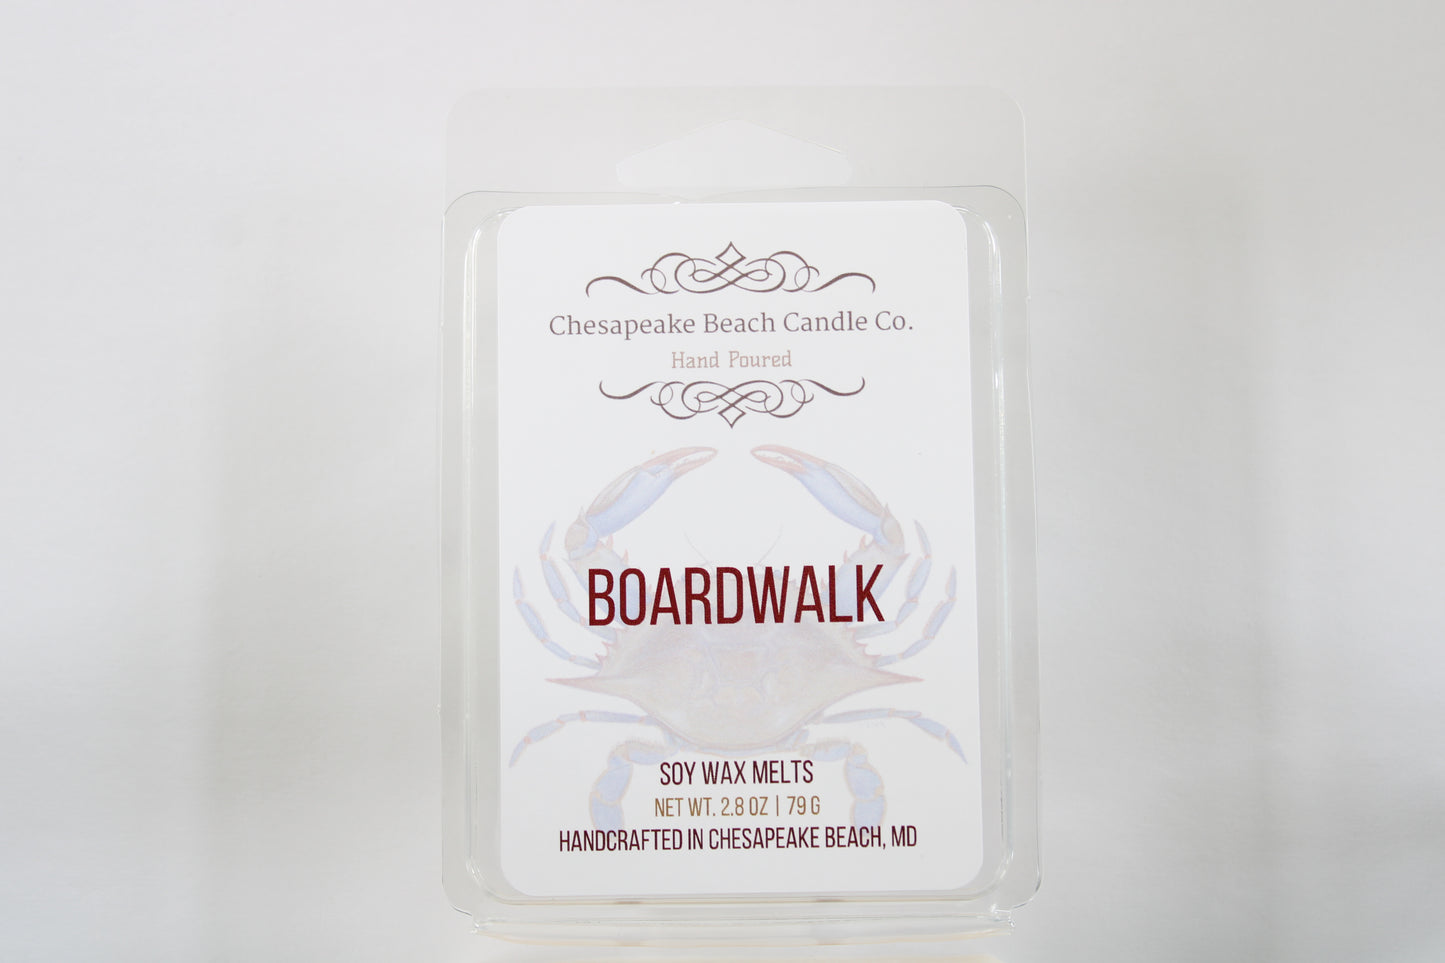 Chesapeake Beach Candle Co.
Hand Poured
BOARDWALK
SOY WAX MELTS
NET WT. 2.8 OZ | 79 G
HANDCRAFTED IN CHESAPEAKE BEACH, MD